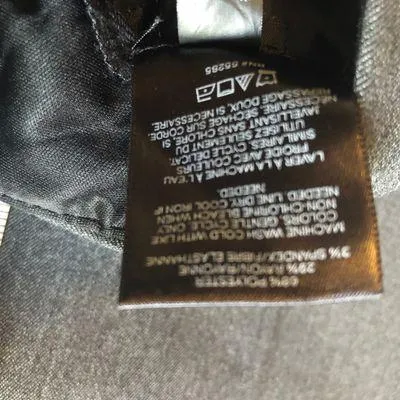 68% POLYESTER
29% RAYON/RAYONNE
3% SPANDEX/FIBRE ELASTHANNE
MACHINE WASH COLD WITH LIKE
COLORS, GENTLE CYCLE. ONLY
NON-CHLORINE BLEACH WHEN
NEEDED. LINE DRY, COOL IRON IF
NEEDED.
LAVER À LA MACHINE À L'EAU
FROIDE AVEC COULEURS
SIMILAIRES, CYCLE DELICAT
UTILISEZ SEULEMENT DU
JAVELLISANT SANS CHLORE, SI
NECESSAIRE. SECHAGE SUR CORDE.
REPASSAGE DOUX, SI NECESSAIRE.
RN# 55285